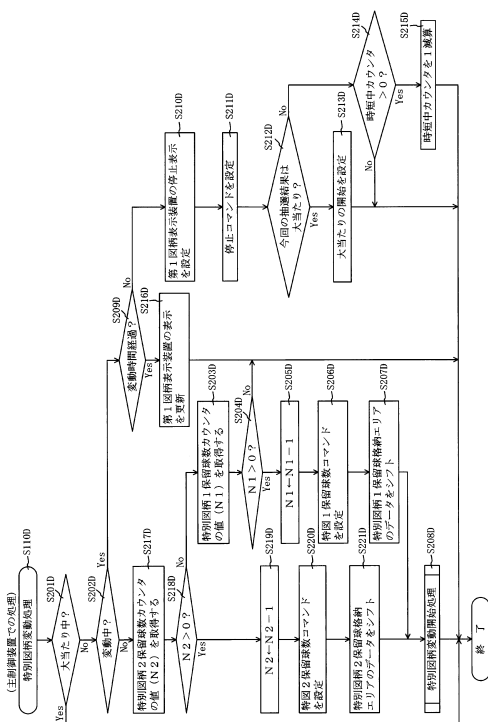 (主制御装置での処理)
特別図柄変動処理
S110D
大当たり中?
S201D
Yes
No
変動中?
S202D
Yes
No
特別図柄2保留球数カウンタ
の値(N2)を取得する
S217D
N2>0?
S218D
No
Yes
N2←N2-1
S219D
特図2保留球数コマンド
を設定
S220D
特別図柄2保留球格納
エリアのデータをシフト
S221D
特別図柄変動開始処理
S208D
終 了
特別図柄1保留球数カウンタ
の値(N1)を取得する
S203D
N1>0?
S204D
No
Yes
N1←N1-1
S205D
特図1保留球数コマンド
を設定
S206D
特別図柄1保留球格納エリア
のデータをシフト
S207D
変動時間経過?
S209D
No
Yes
第1図柄表示装置の表示
を更新
S216D
第1図柄表示装置の停止表示
を設定
S210D
停止コマンドを設定
S211D
今回の抽選結果は
大当たり?
S212D
No
Yes
大当たりの開始を設定
S213D
時短中カウンタ
>0?
S214D
No
Yes
時短中カウンタを1減算
S215D